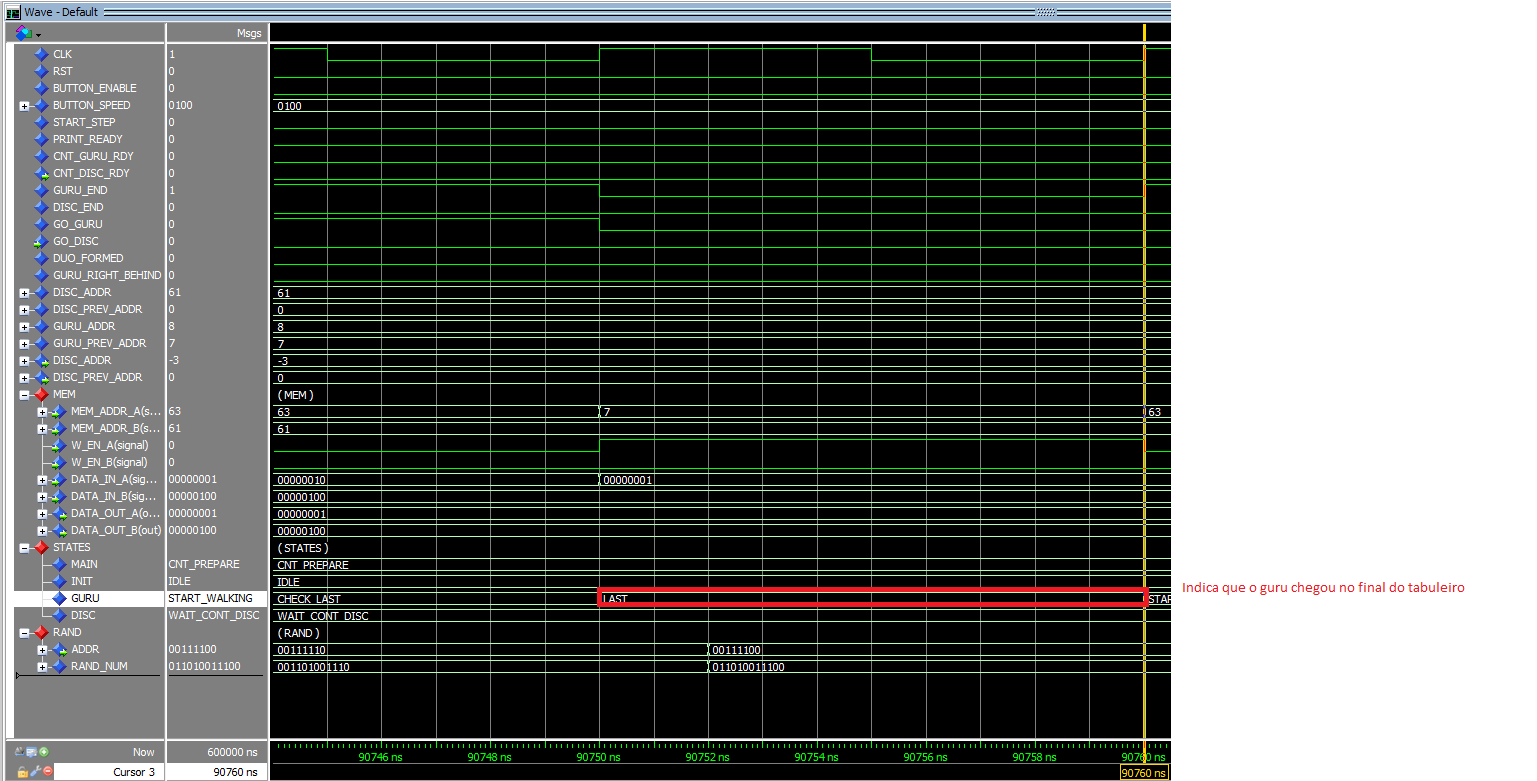 Wave - Default
Msgs
CLK 1
RST 0
BUTTON_ENABLE 0
BUTTON_SPEED 0100 0100
START_STEP 0
PRINT_READY 0
CNT_GURU_RDY 0
CNT_DISC_RDY 0
GURU_END 1
DISC_END 0
GO_GURU 0
GO_DISC 0
DUO_FORMED 0
GURU_RIGHT_BEHIND 0
DISC_ADDR 61 61
DISC_PREV_ADDR 0 0
GURU_ADDR 8 8
GURU_PREV_ADDR 7 7
DISC_ADDR -3 -3
DISC_PREV_ADDR 0 0
MEM (MEM)
MEM_ADDR_A(s... 63 63 7 63
MEM_ADDR_B(s... 61 61
W_EN_A(signal) 0
W_EN_B(signal) 0
DATA_IN_A(sig... 00000001 00000010 00000001
DATA_IN_B(sig... 00000100 00000100
DATA_OUT_A(o... 00000001 00000001
DATA_OUT_B(out) 00000100 00000100
STATES (STATES)
MAIN CNT_PREPARE CNT_PREPARE
INIT IDLE IDLE
GURU START_WALKING CHECK_LAST LAST STAR
Indica que o guru chegou no final do tabuleiro
DISC WAIT_CONT_DISC WAIT_CONT_DISC
RAND (RAND)
ADDR 00111100 00111110 00111100
RAND_NUM 011010011100 001101001110 011010011100
Now 600000 ns
90746 ns 90748 ns 90750 ns 90752 ns 90754 ns 90756 ns 90758 ns 90760 ns
Cursor 3 90760 ns 90760 ns